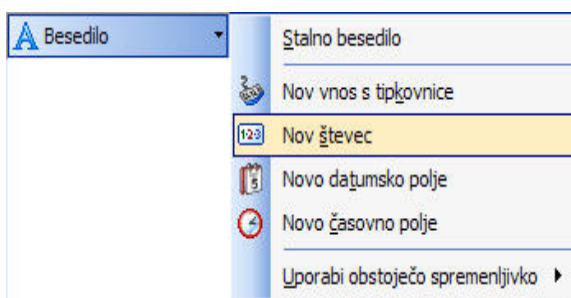 Besedilo
Stalno besedilo
Nov vnos s tipkovnice
Nov števec
Novo datumsko polje
Novo časovno polje
Uporabi obstoječo spremenljivko